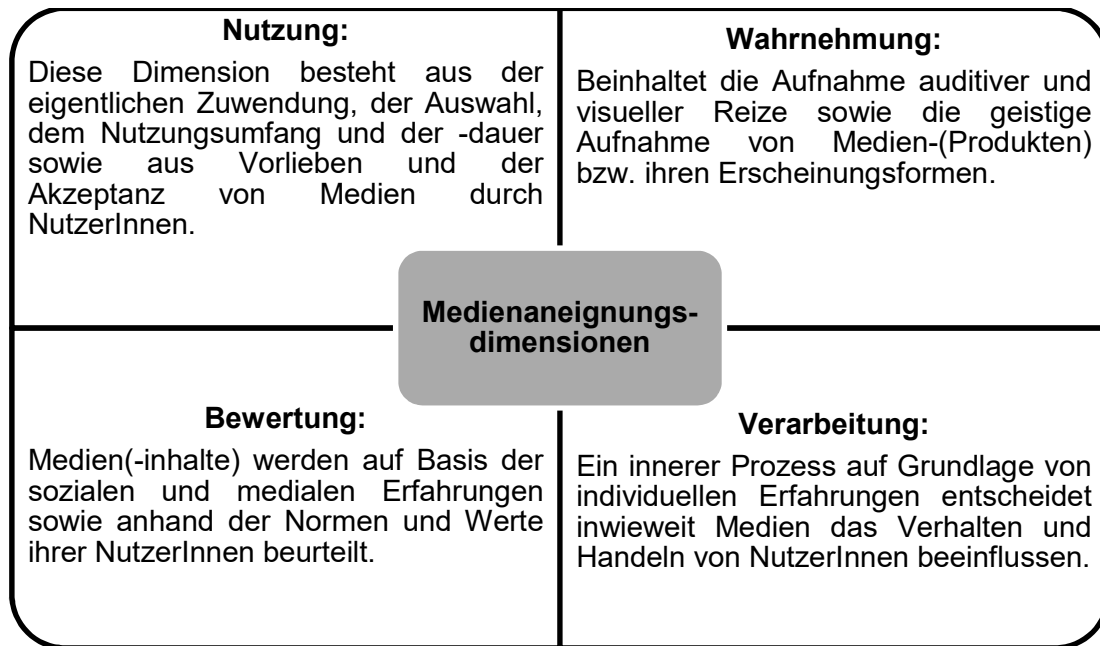 Nutzung:
Diese Dimension besteht aus der
eigentlichen Zuwendung, der Auswahl,
dem Nutzungsumfang und der -dauer
sowie aus Vorlieben und der
Akzeptanz von Medien durch
NutzerInnen.
Wahrnehmung:
Beinhaltet die Aufnahme auditiver und
visueller Reize sowie die geistige
Aufnahme von Medien-(Produkten)
bzw. ihren Erscheinungsformen.
Medienaneignungs-
dimensionen
Bewertung:
Medien(-inhalte) werden auf Basis der
sozialen und medialen Erfahrungen
sowie anhand der Normen und Werte
ihrer NutzerInnen beurteilt.
Verarbeitung:
Ein innerer Prozess auf Grundlage von
individuellen Erfahrungen entscheidet
inwieweit Medien das Verhalten und
Handeln von NutzerInnen beeinflussen.